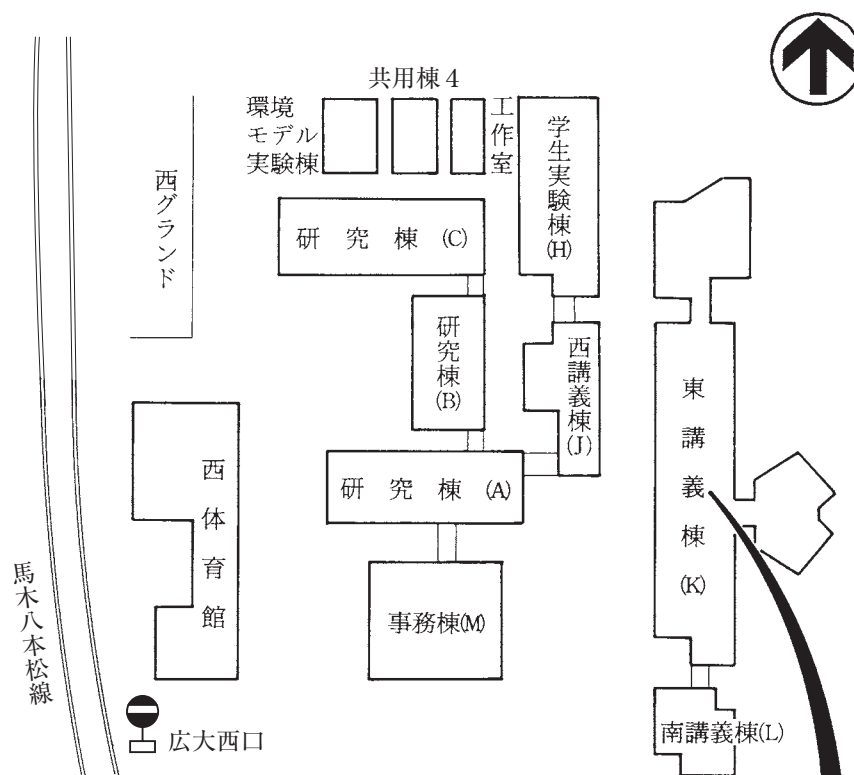 共用棟4
環境
モデル
実験棟
工作室
学生実験棟(H)
西グランド
研究棟(C)
研究棟(B)
西講義棟(J)
東講義棟(K)
研究棟(A)
西体育館
事務棟(M)
馬木八本松線
南講義棟(L)
広大西口